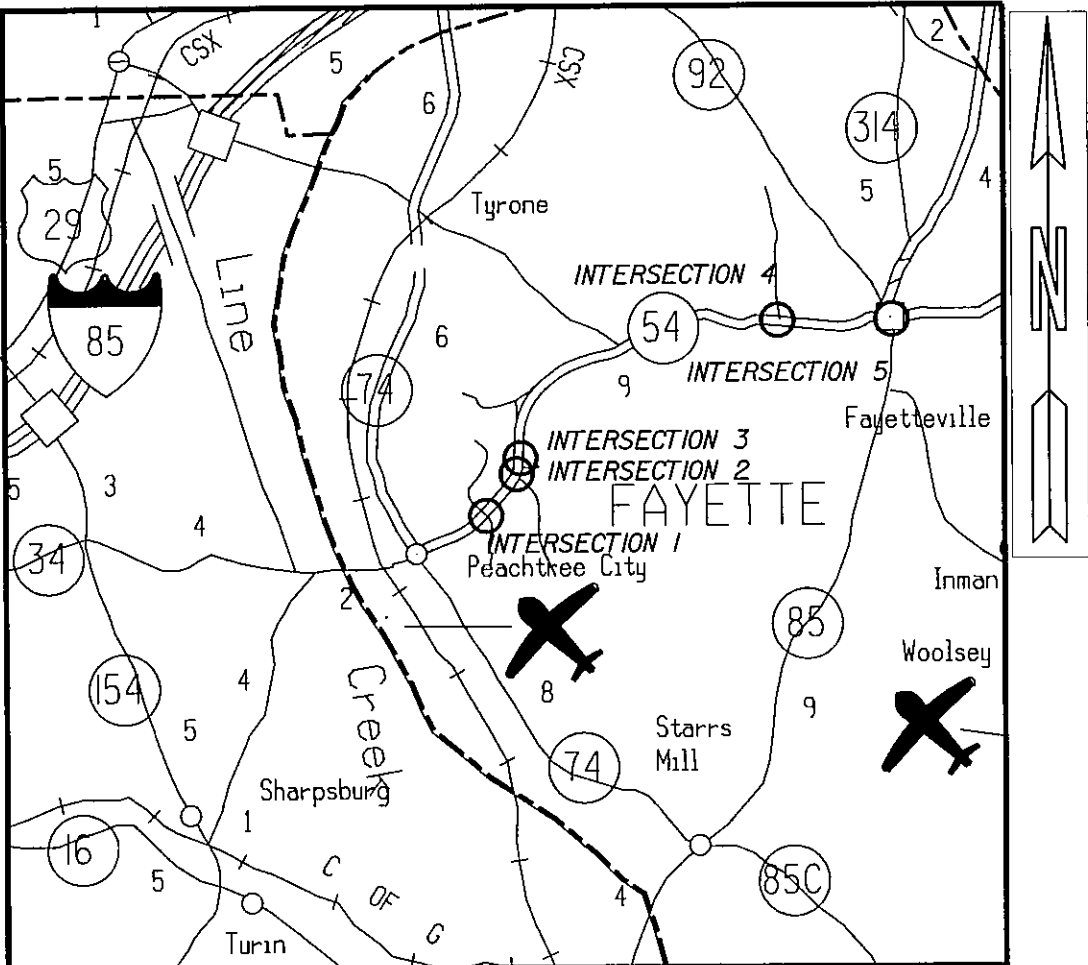 1
CSX
5
CSX
2
92
6
314
5
29
5
4
Tyrone
INTERSECTION 4
Line
54
85
6
74
INTERSECTION 5
9
Fayetteville
INTERSECTION 3
INTERSECTION 2
5
3
FAYETTE
4
INTERSECTION 1
34
Peachtree City
Inman
2
85
Woolsey
154
4
8
9
5
Creek
Starrs
Mill
74
Sharpsburg
1
16
5
C OF G
85C
4
Turin
N